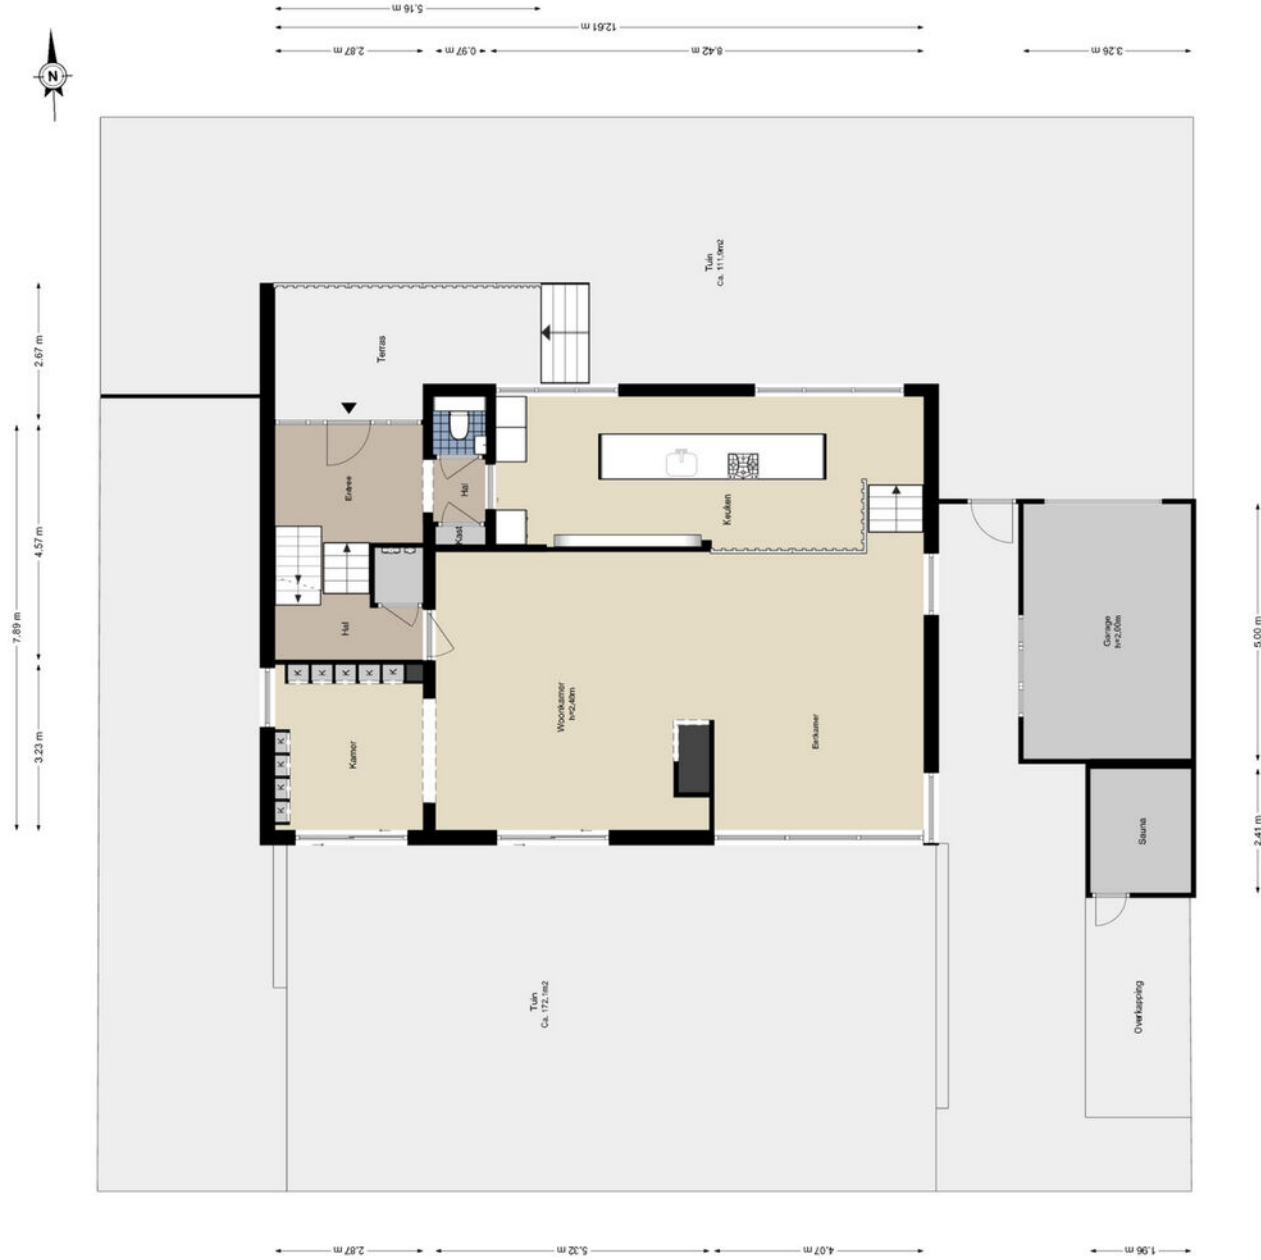 5.16 m
12.61 m
2.87 m
0.97 m
8.42 m
3.26 m
N
Tuin
Ca. 111,9m2
2.67 m
Terras
4.57 m
7.89 m
3.23 m
Entree
Hal
Kast
Keuken
Hal
K
K
K
K
K
K
K
K
K
Kamer
Woonkamer
h=2,40m
Eetkamer
Garage
h=2,00m
5.00 m
Sauna
2.41 m
Tuin
Ca. 172,1m2
Overkapping
2.87 m
5.32 m
4.07 m
1.96 m